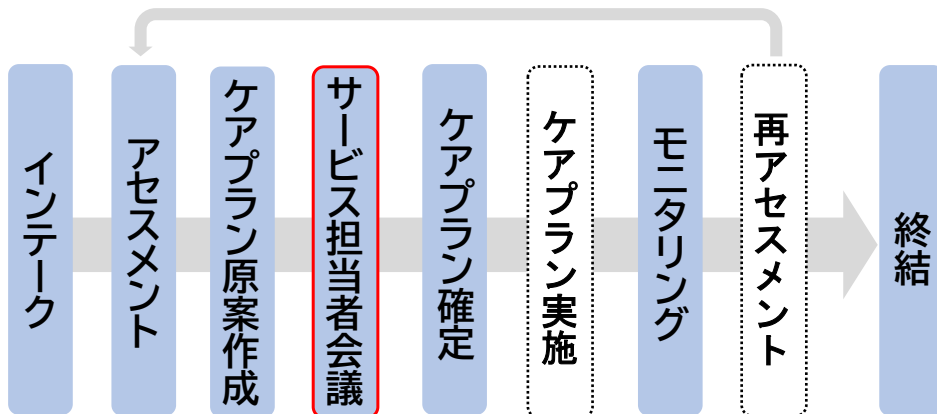 インテーク
アセスメント
ケアプラン原案作成
サービス担当者会議
ケアプラン確定
ケアプラン実施
モニタリング
再アセスメント
終結